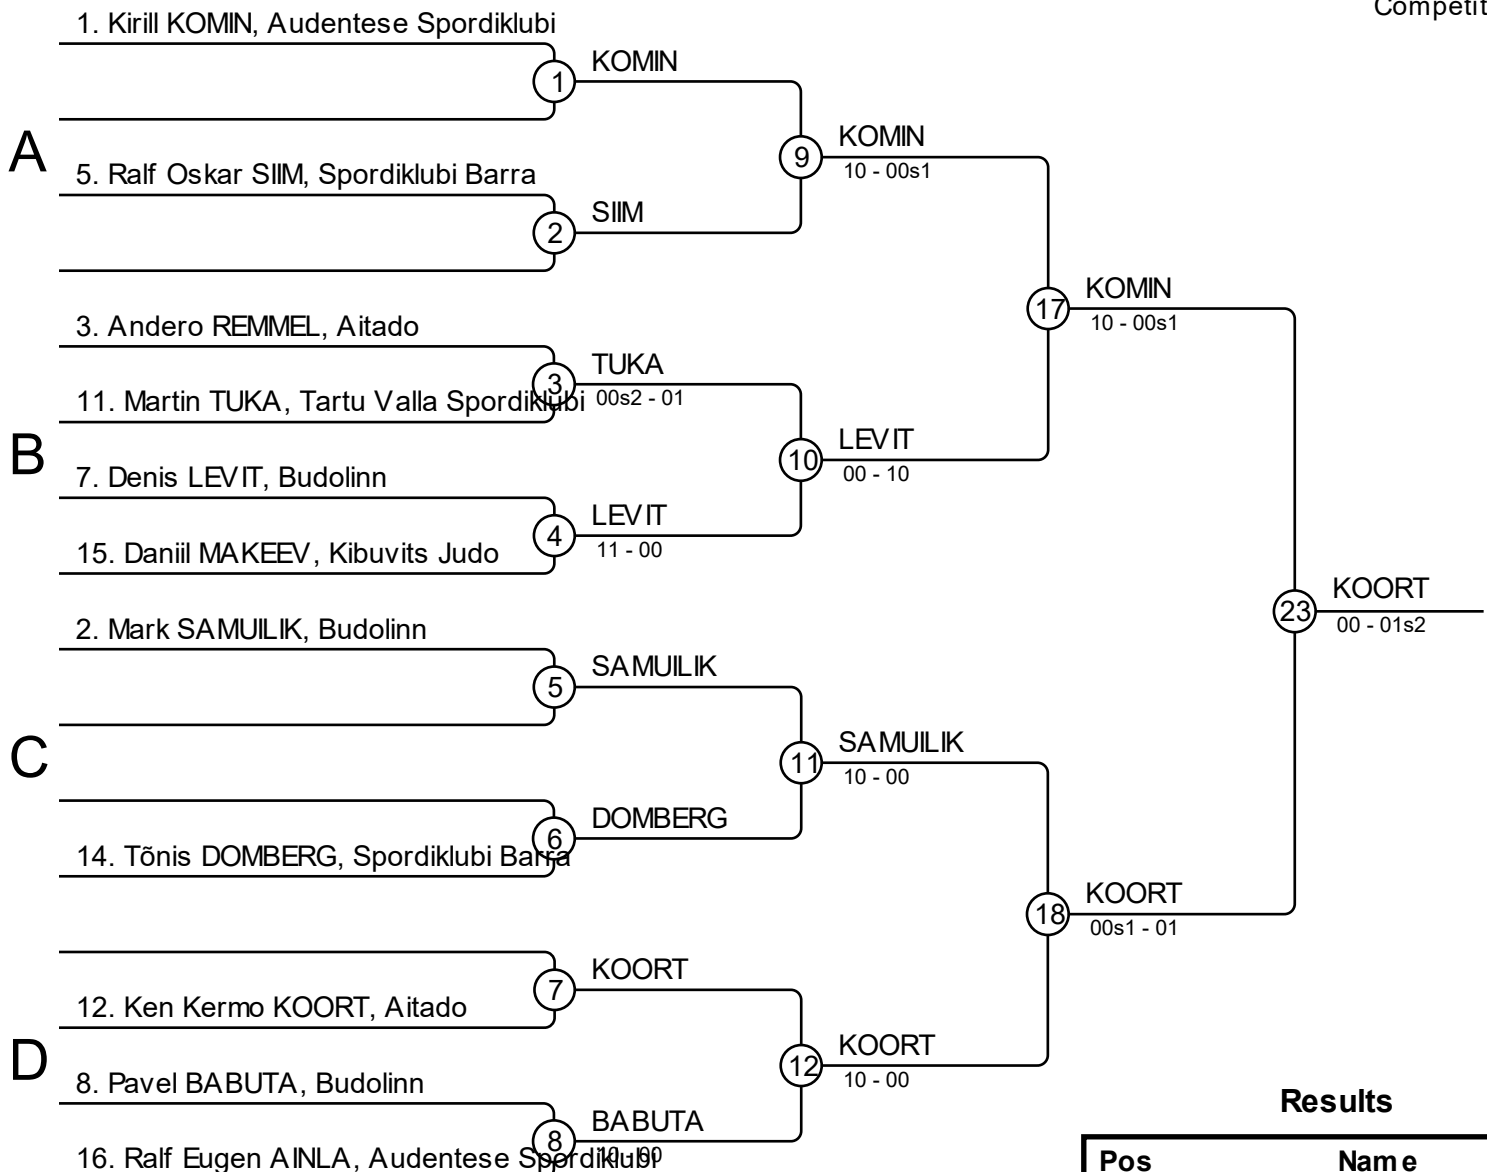 Competit
1. Kirill KOMIN, Audentese Spordiklubi
1
KOMIN
A
9
KOMIN
10 - 00s1
5. Ralf Oskar SIIM, Spordiklubi Barra
2
SIIM
17
KOMIN
10 - 00s1
3. Andero REMMEL, Aitado
3
TUKA
00s2 - 01
11. Martin TUKA, Tartu Valla Spordiklubi
B
10
LEVIT
00 - 10
7. Denis LEVIT, Budolinn
4
LEVIT
11 - 00
15. Daniil MAKEEV, Kibuvits Judo
23
KOORT
00 - 01s2
2. Mark SAMUILIK, Budolinn
5
SAMUILIK
C
11
SAMUILIK
10 - 00
6
DOMBERG
14. Tõnis DOMBERG, Spordiklubi Barra
18
KOORT
00s1 - 01
7
KOORT
12. Ken Kermo KOORT, Aitado
D
12
KOORT
10 - 00
8. Pavel BABUTA, Budolinn
8
BABUTA
10 - 00
16. Ralf Eugen AINLA, Audentese Spordiklubi
Results
Pos Name